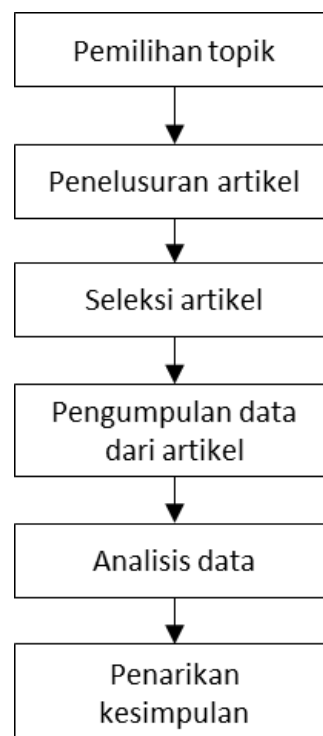 Pemilihan topik
Penelusuran artikel
Seleksi artikel
Pengumpulan data
dari artikel
Analisis data
Penarikan
kesimpulan